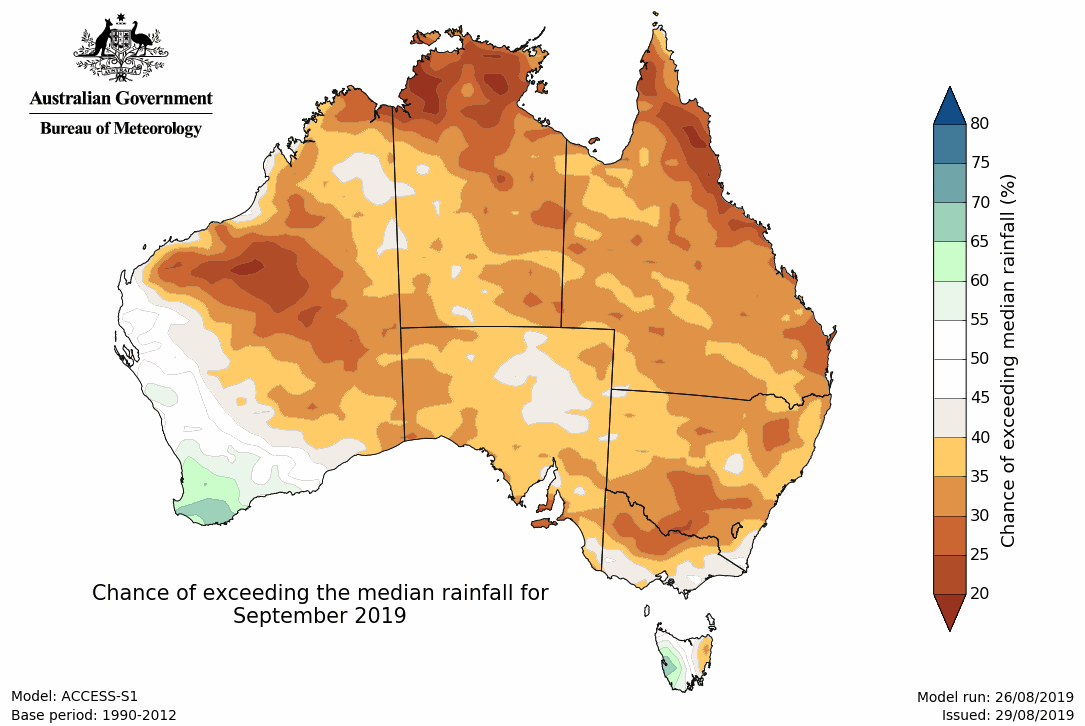 AUSTRALIA
Australian Government
Bureau of Meteorology
80
75
70
65
60
55
50
45
40
35
30
25
20
Chance of exceeding median rainfall (%)
Chance of exceeding the median rainfall for
September 2019
Model: ACCESS-S1
Base period: 1990-2012
Model run: 26/08/2019
Issued: 29/08/2019